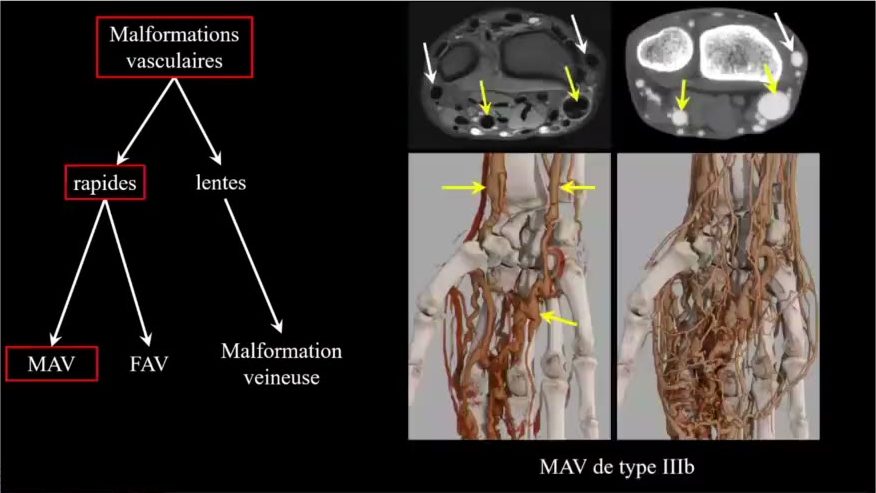 Malformations
vasculaires
rapides
lentes
MAV
FAV
Malformation
veineuse
MAV de type IIIb